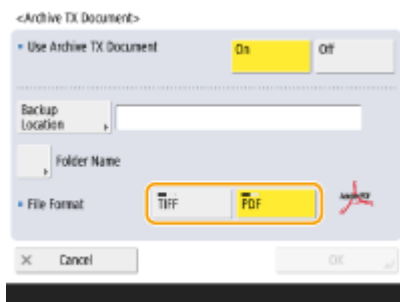 <Archive TX Document>
Use Archive TX Document
On
Off
Backup
Location
Folder Name
File Format
TIFF
PDF
Cancel
OK